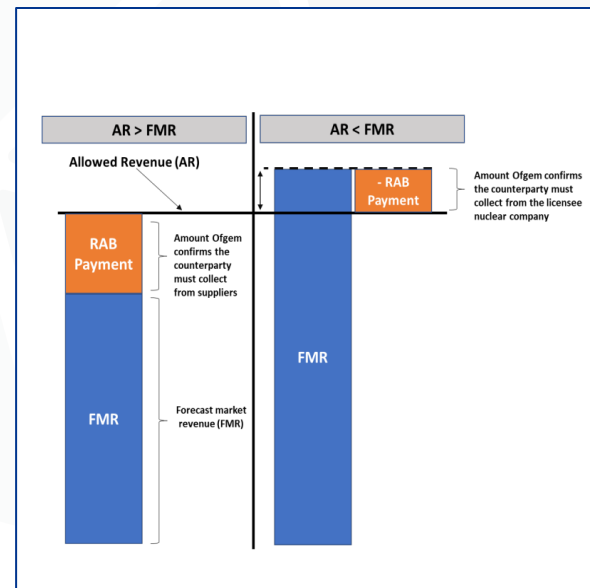 AR > FMR
AR < FMR
Allowed Revenue (AR)
RAB
Payment
Amount Ofgem
confirms the
counterparty
must collect
from suppliers
FMR
Forecast market
revenue (FMR)
- RAB
Payment
Amount Ofgem confirms
the counterparty must
collect from the licensee
nuclear company
FMR